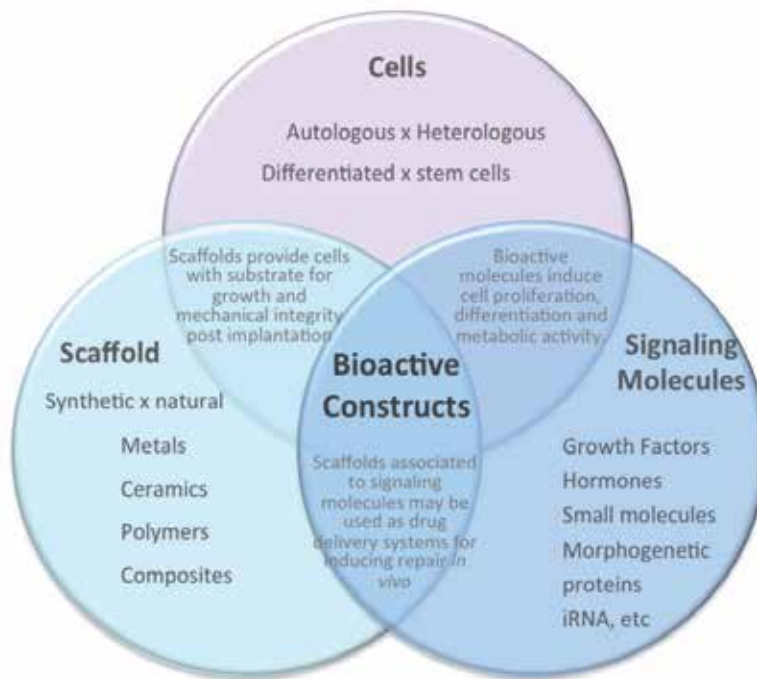 Cells
Autologous x Heterologous
Differentiated x stem cells
Scaffolds provide cells
with substrate for
growth and
mechanical integrity
post implantation
Bioactive
molecules induce
cell proliferation,
differentiation and
metabolic activity.
Scaffold
Synthetic x natural
Metals
Ceramics
Polymers
Composites
Bioactive
Constructs
Scaffolds associated
to signaling
molecules may be
used as drug
delivery systems for
inducing repair in
vivo
Signaling
Molecules
Growth Factors
Hormones
Small molecules
Morphogenetic
proteins
iRNA, etc